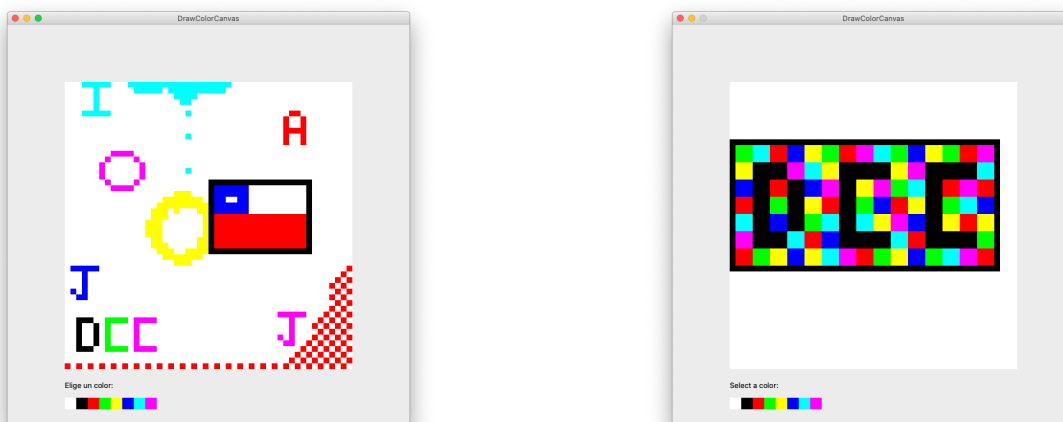 DrawColorCanvas
I
A
O
J
DCC
J
Elige un color:
DrawColorCanvas
DCC
Select a color: